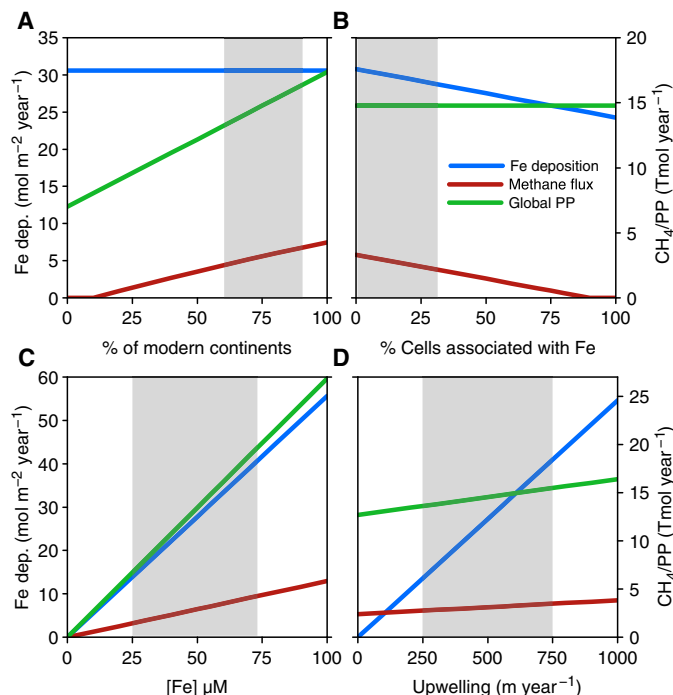 A
B
35
30
25
20
15
10
5
0
Fe dep. (mol m⁻² year⁻¹)
0 25 50 75 100
% of modern continents
20
15
10
5
0
CH₄/PP (Tmol year⁻¹)
Fe deposition
Methane flux
Global PP
0 25 50 75 100
% Cells associated with Fe
C
D
60
50
40
30
20
10
0
Fe dep. (mol m⁻² year⁻¹)
0 25 50 75 100
[Fe] µM
25
20
15
10
5
0
CH₄/PP (Tmol year⁻¹)
0 250 500 750 1000
Upwelling (m year⁻¹)